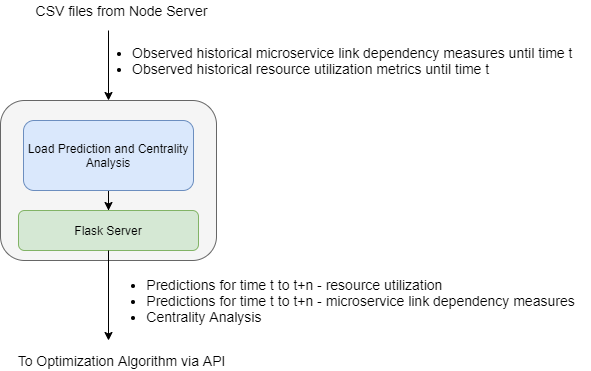 CSV files from Node Server
• Observed historical microservice link dependency measures until time t
• Observed historical resource utilization metrics until time t
Load Prediction and Centrality
Analysis
Flask Server
• Predictions for time t to t+n - resource utilization
• Predictions for time t to t+n - microservice link dependency measures
• Centrality Analysis
To Optimization Algorithm via API